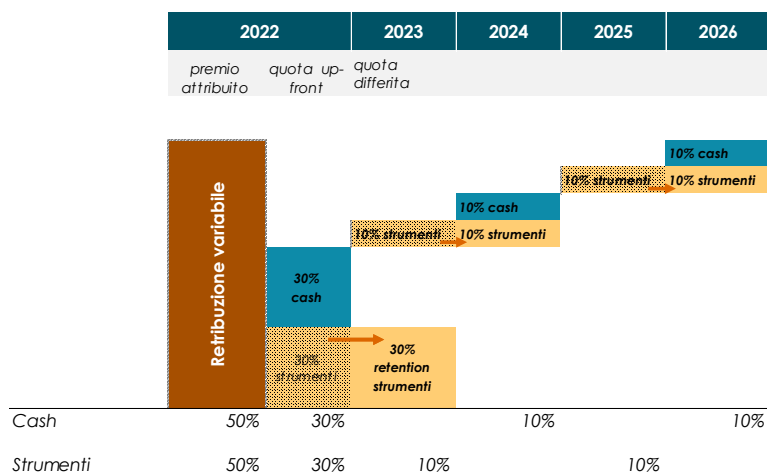 2022 2023 2024 2025 2026
premio
attribuito
quota up-
front
quota
differita
Retribuzione variabile
10% cash
10% strumenti 10% strumenti
10% cash
10% strumenti 10% strumenti
30%
cash
30%
strumenti
30%
retention
strumenti
Cash 50% 30% 10% 10%
Strumenti 50% 30% 10% 10%